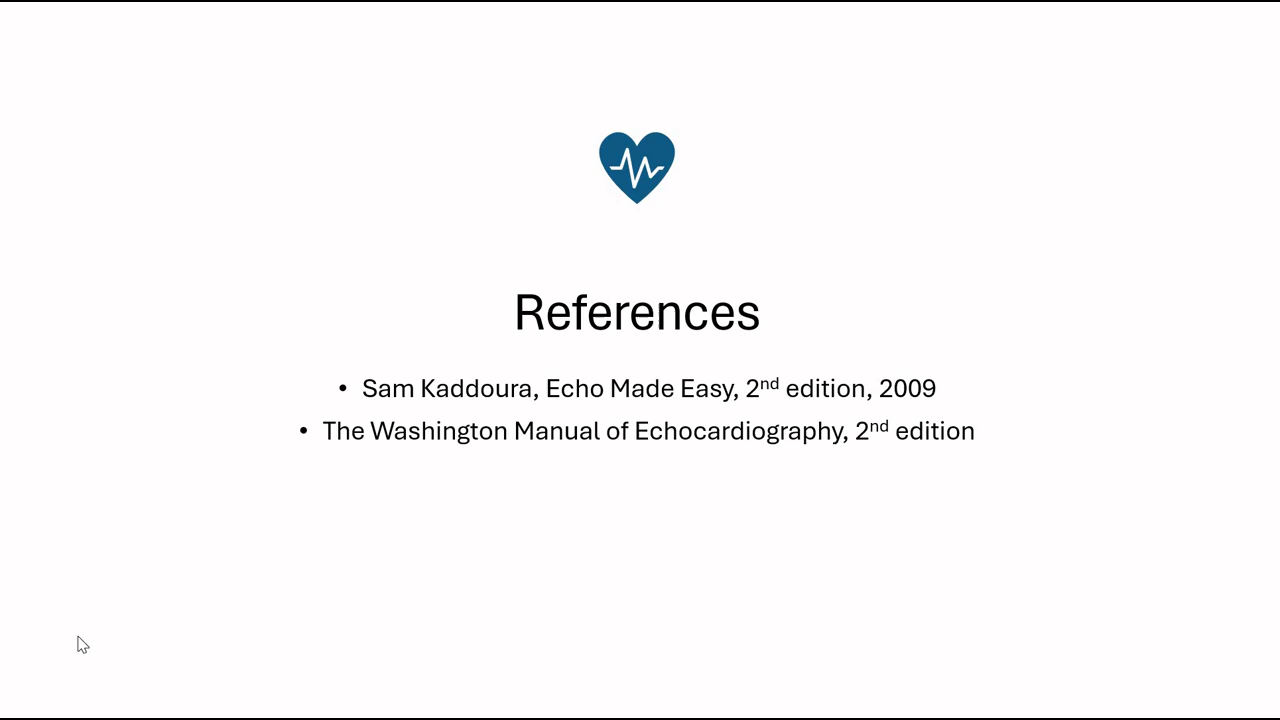 References
• Sam Kaddoura, Echo Made Easy, 2nd edition, 2009
• The Washington Manual of Echocardiography, 2nd edition